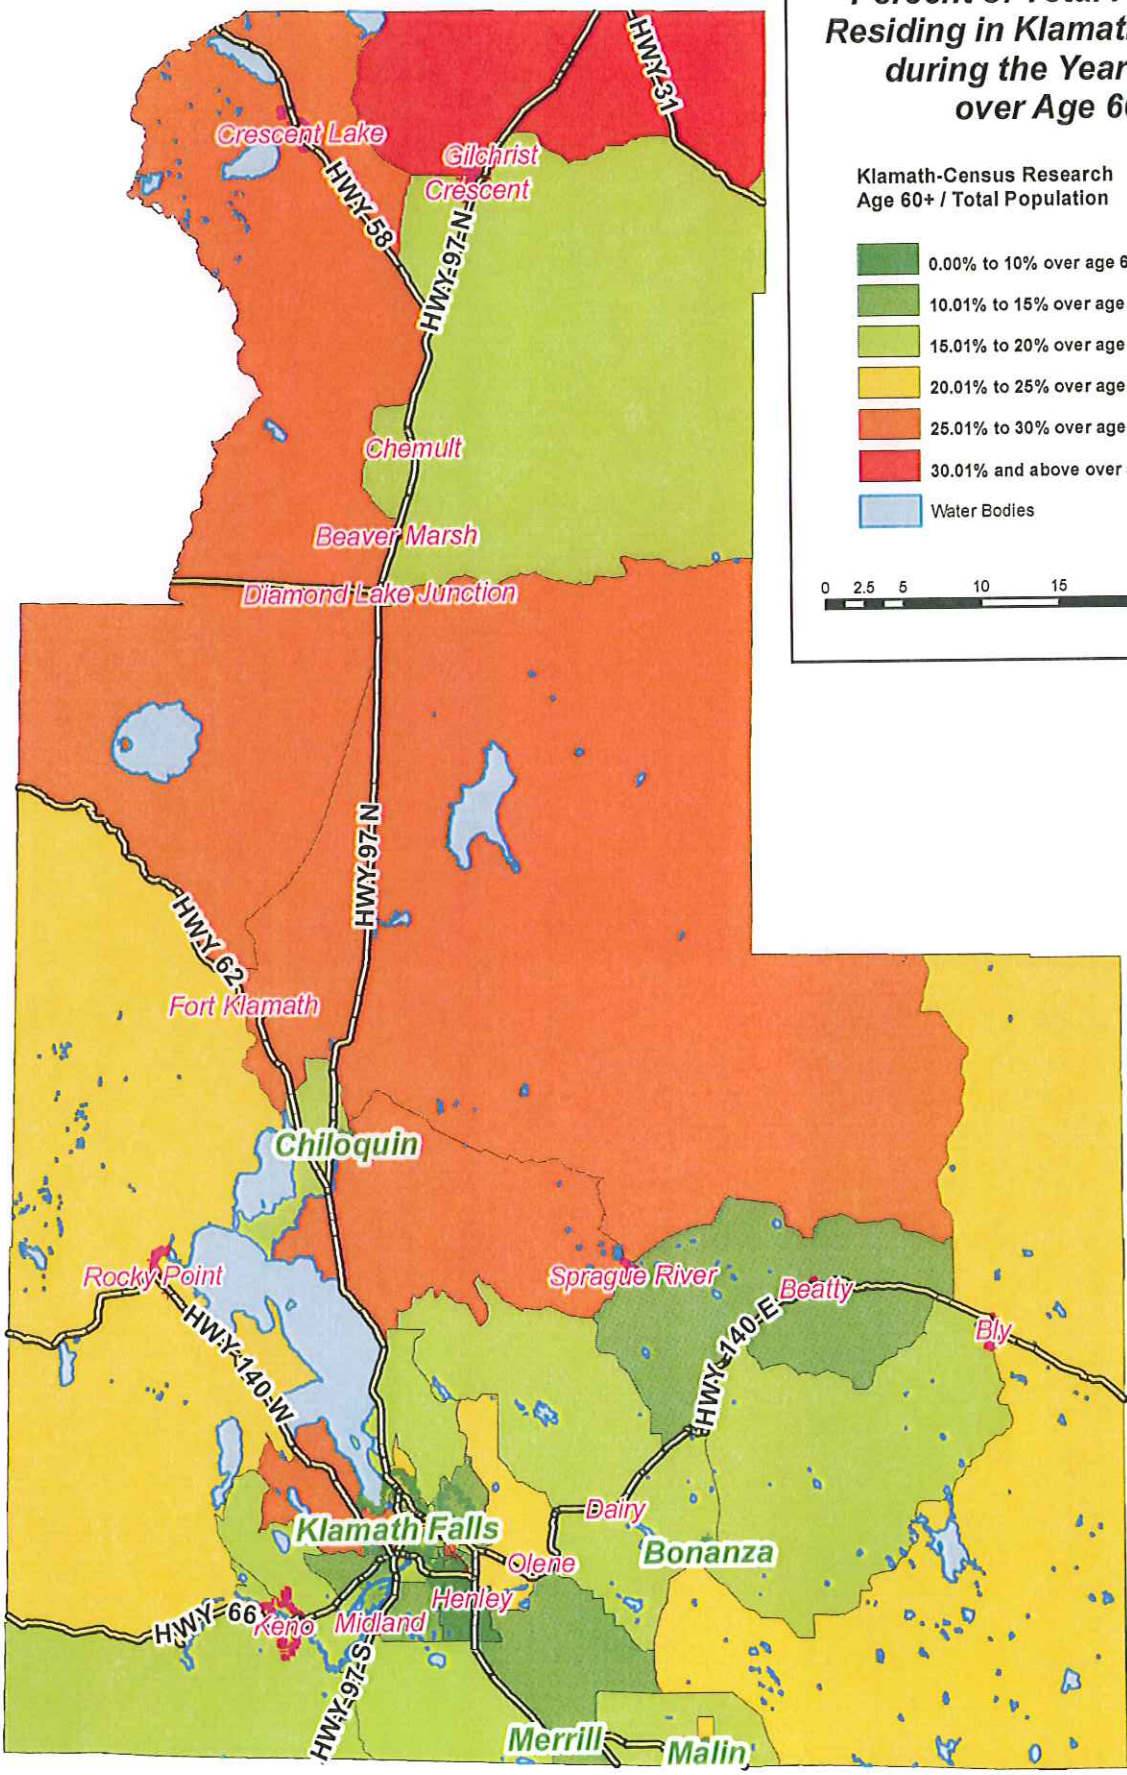 Residing in Klamath
during the Year
over Age 60
Klamath-Census Research
Age 60+ / Total Population
0.00% to 10% over age 6
10.01% to 15% over age
15.01% to 20% over age
20.01% to 25% over age
25.01% to 30% over age
30.01% and above over
Water Bodies
0 2.5 5 10 15
HWY-31
Crescent Lake
Gilchrist
Crescent
HWY-58
HWY-97-N
Chemult
Beaver Marsh
Diamond Lake Junction
HWY-97-N
HWY 62
Fort Klamath
Chiloquin
Rocky Point
Sprague River
Beatty
HWY-140-W
HWY-140-E
Bly
Klamath Falls
Dairy
Olene
Bonanza
Henley
HWY 66
Keno
Midland
HWY-97-S
Merrill
Malin